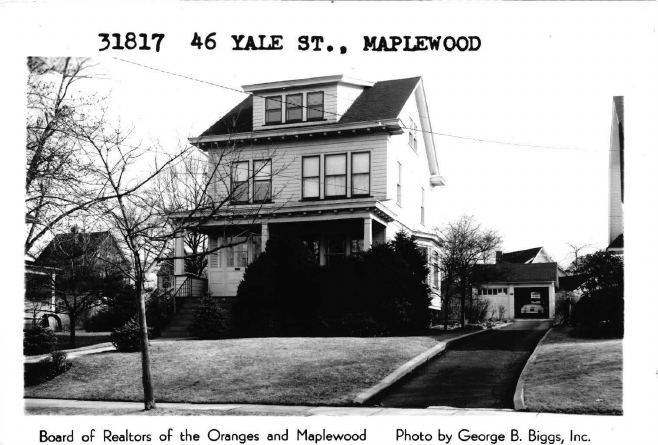 31817 46 YALE ST., MAPLEWOOD
Board of Realtors of the Oranges and Maplewood Photo by George B. Biggs, Inc.